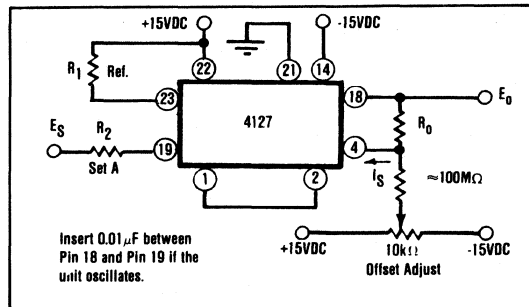 +15VDC -15VDC
R1 Ref. 22 21 14
23 18 E0
4127 R0
ES R2 19 4
Set A IS ≈100MΩ
1 2
+15VDC -15VDC
10kΩ
Offset Adjust
Insert 0.01μF between
Pin 18 and Pin 19 if the
unit oscillates.